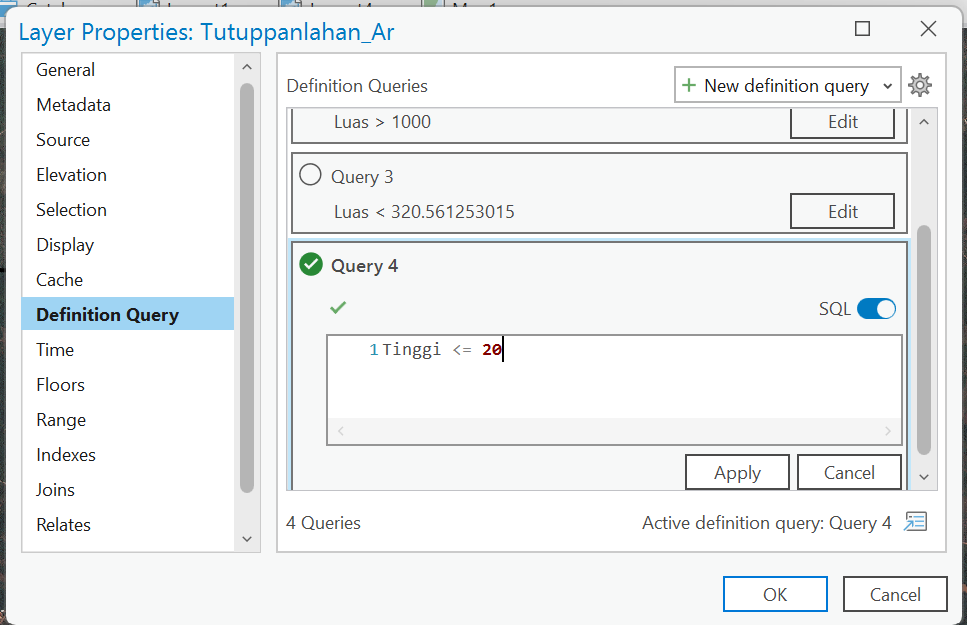 Layer Properties: Tutuppanlahan_Ar
General
Metadata
Source
Elevation
Selection
Display
Cache
Definition Query
Time
Floors
Range
Indexes
Joins
Relates
Definition Queries
New definition query
Luas > 1000
Edit
Query 3
Luas < 320.561253015
Edit
Query 4
SQL
1 Tinggi <= 20
Apply
Cancel
4 Queries
Active definition query: Query 4
OK
Cancel